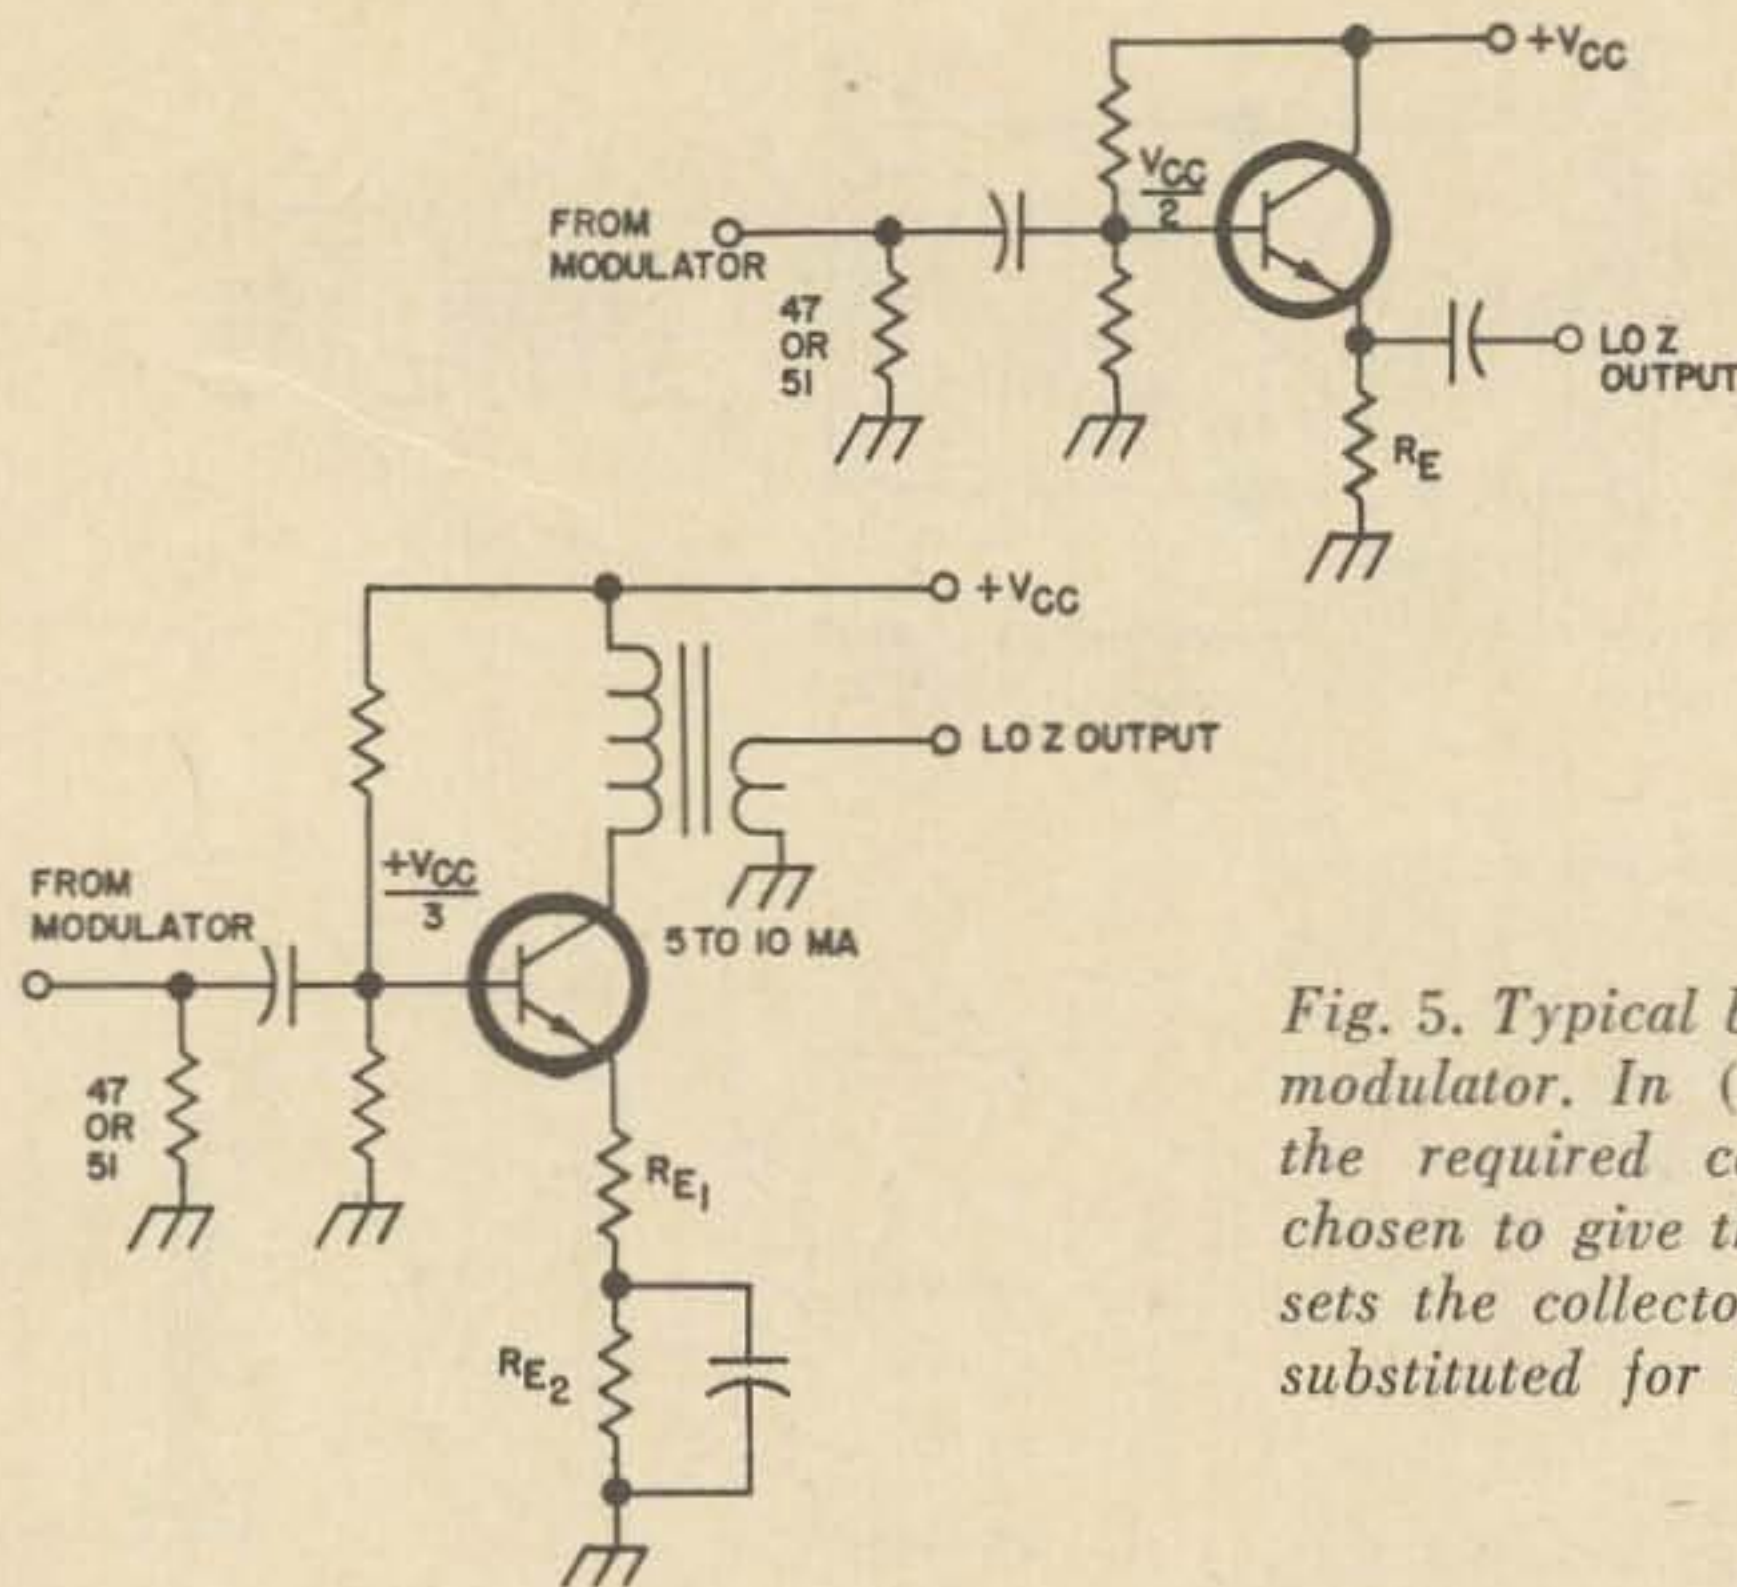 +VCC
VCC
2
FROM
MODULATOR
47
OR
51
LO Z
OUTPUT
RE
+VCC
LO Z OUTPUT
+VCC
3
FROM
MODULATOR
5 TO 10 MA
47
OR
51
RE1
RE2
Fig. 5. Typical
modulator. In (
the required
chosen to give
sets the
substituted for